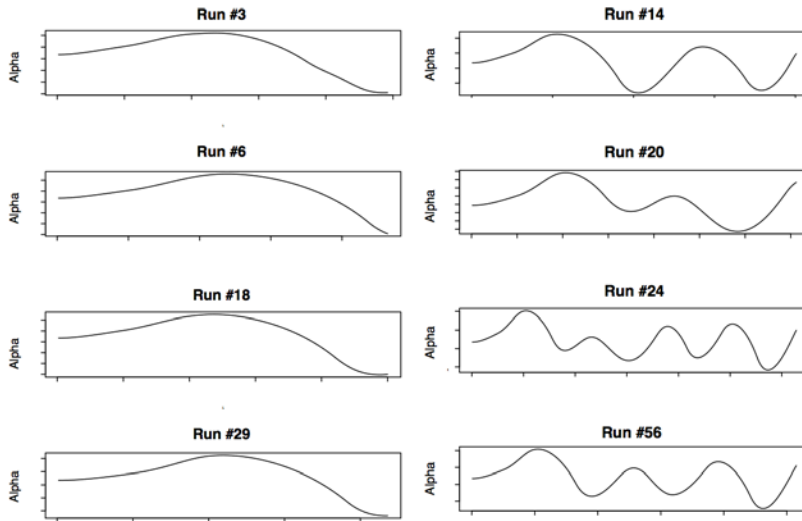 Run #3
Alpha
Run #14
Alpha
Run #6
Alpha
Run #20
Alpha
Run #18
Alpha
Run #24
Alpha
Run #29
Alpha
Run #56
Alpha